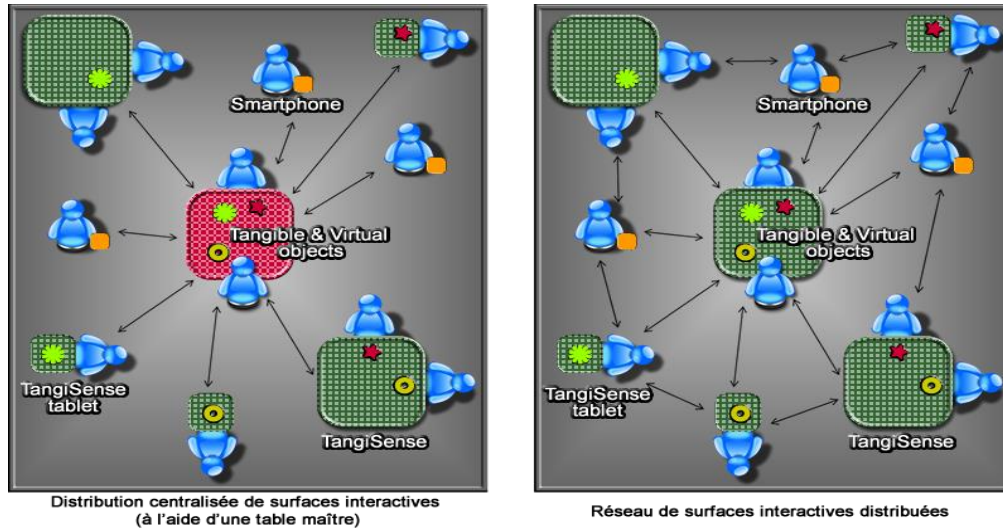 Smartphone
Tangible & Virtual
objects
TangiSense
tablet
TangiSense
Distribution centralisée de surfaces interactives
(à l'aide d'une table maître)
Smartphone
Tangible & Virtual
objects
TangiSense
tablet
TangiSense
Réseau de surfaces interactives distribuées